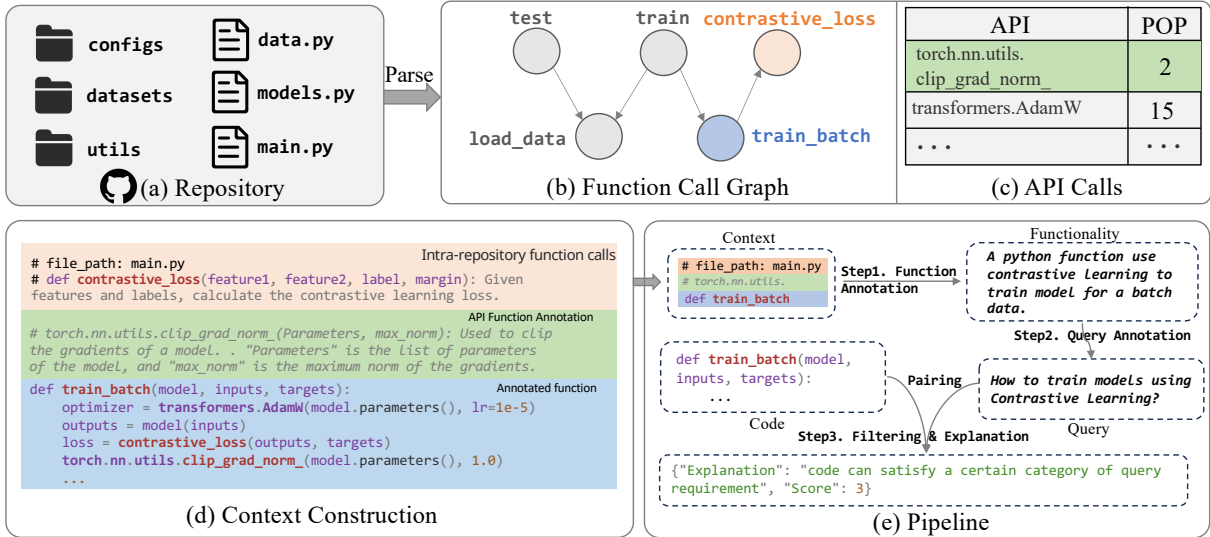 configs
data.py
datasets
models.py
utils
main.py
(a) Repository
Parse
test
train
contrastive_loss
load_data
train_batch
(b) Function Call Graph
API
POP
torch.nn.utils.
clip_grad_norm_
2
transformers.AdamW
15
...
...
(c) API Calls
Intra-repository function calls
# file_path: main.py
# def contrastive_loss(feature1, feature2, label, margin): Given
features and labels, calculate the contrastive learning loss.
API Function Annotation
# torch.nn.utils.clip_grad_norm_(Parameters, max_norm): Used to clip
the gradients of a model. . "Parameters" is the list of parameters
of the model, and "max_norm" is the maximum norm of the gradients.
Annotated function
def train_batch(model, inputs, targets):
optimizer = transformers.AdamW(model.parameters(), lr=1e-5)
outputs = model(inputs)
loss = contrastive_loss(outputs, targets)
torch.nn.utils.clip_grad_norm_(model.parameters(), 1.0)
...
(d) Context Construction
Context
# file_path: main.py
# torch.nn.utils.
def train_batch
Step1. Function
Annotation
Functionality
A python function use
contrastive learning to
train model for a batch
data.
Step2. Query Annotation
def train_batch(model,
inputs, targets):
...
Code
Pairing
How to train models using
Contrastive Learning?
Query
Step3. Filtering & Explanation
{"Explanation": "code can satisfy a certain category of query
requirement", "Score": 3}
(e) Pipeline